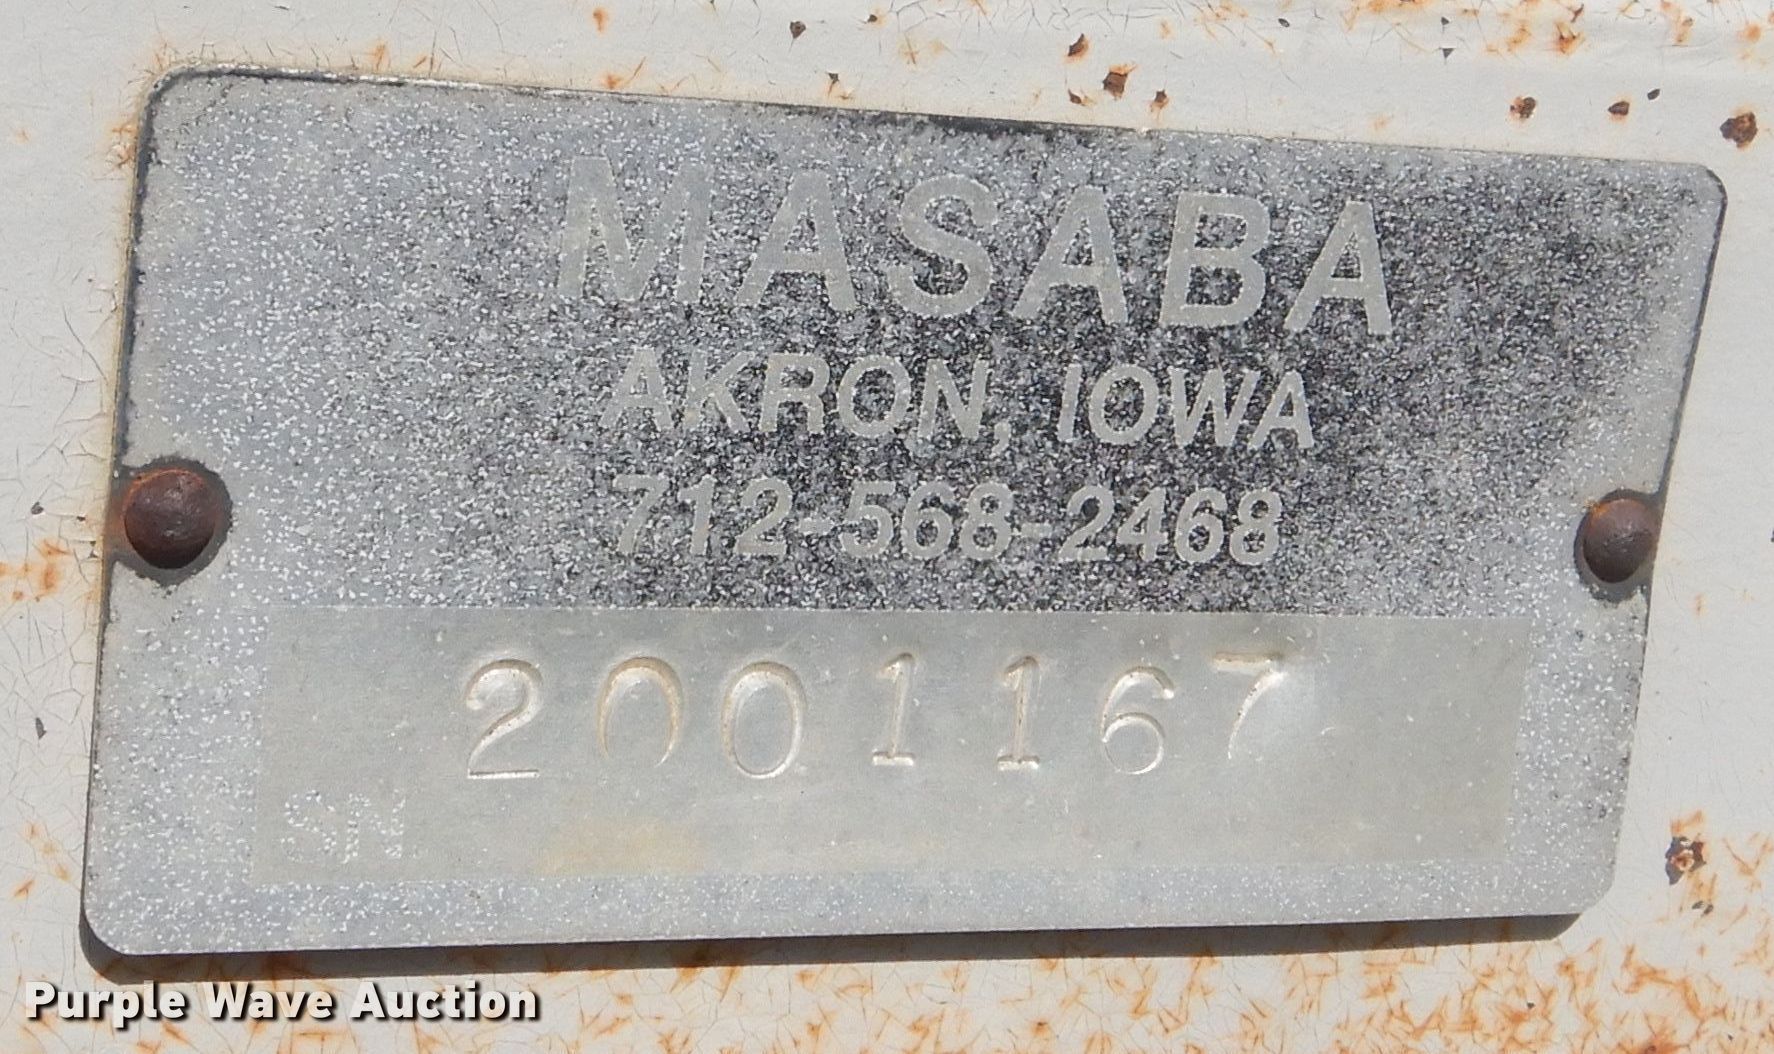 MASABA
AKRON, IOWA
712-568-2468
2001167
SN
Purple Wave Auction